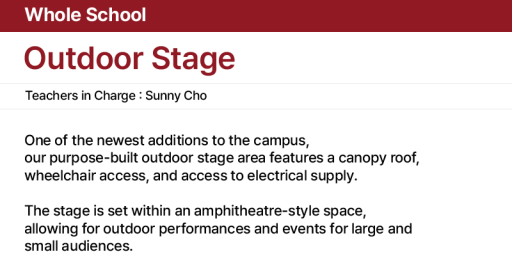 Whole School
Outdoor Stage
Teachers in Charge : Sunny Cho
One of the newest additions to the campus,
our purpose-built outdoor stage area features a canopy roof,
wheelchair access, and access to electrical supply.
The stage is set within an amphitheatre-style space,
allowing for outdoor performances and events for large and
small audiences.